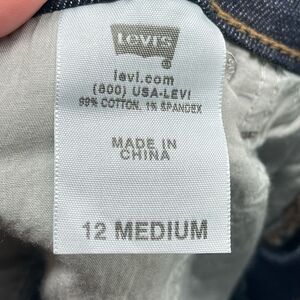 Levi's
®
levi.com
(800) USA-LEVI
99% COTTON, 1% SPANDEX
MADE IN
CHINA
12 MEDIUM